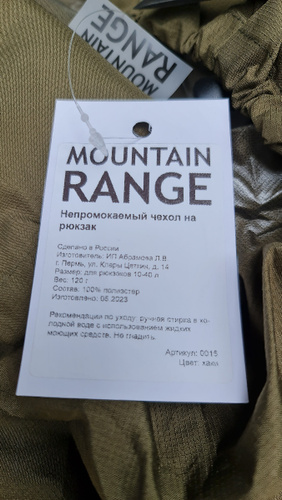 MOUNTAIN
RANGE
MOUNTAIN
RANGE
Непромокаемый чехол на
рюкзак
Сделано в России
Изготовитель: ИП Абрамова Л.В.
г. Пермь, ул. Клары Цеткин, д. 14
Размер: для рюкзаков 10-40 л
Вес: 120 г
Состав: 100% полиэстер
Изготовлено: 06.2023
Рекомендации по уходу: ручная стирка в хо-
лодной воде с использованием жидких
моющих средств. Не гладить.
Артикул: 0015
Цвет: хаки